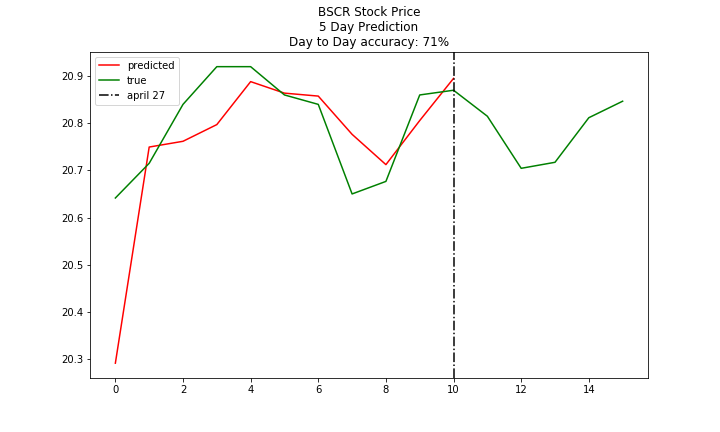 BSCR Stock Price
5 Day Prediction
Day to Day accuracy: 71%
predicted
true
april 27
20.9
20.8
20.7
20.6
20.5
20.4
20.3
0 2 4 6 8 10 12 14